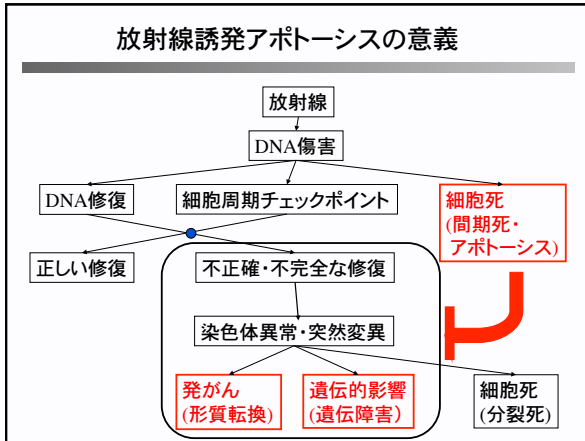 放射線誘発アポトーシスの意義
放射線
DNA傷害
DNA修復
細胞周期チェックポイント
細胞死
(間期死・
アポトーシス)
正しい修復
不正確・不完全な修復
染色体異常・突然変異
発がん
(形質転換)
遺伝的影響
(遺伝障害)
細胞死
(分裂死)